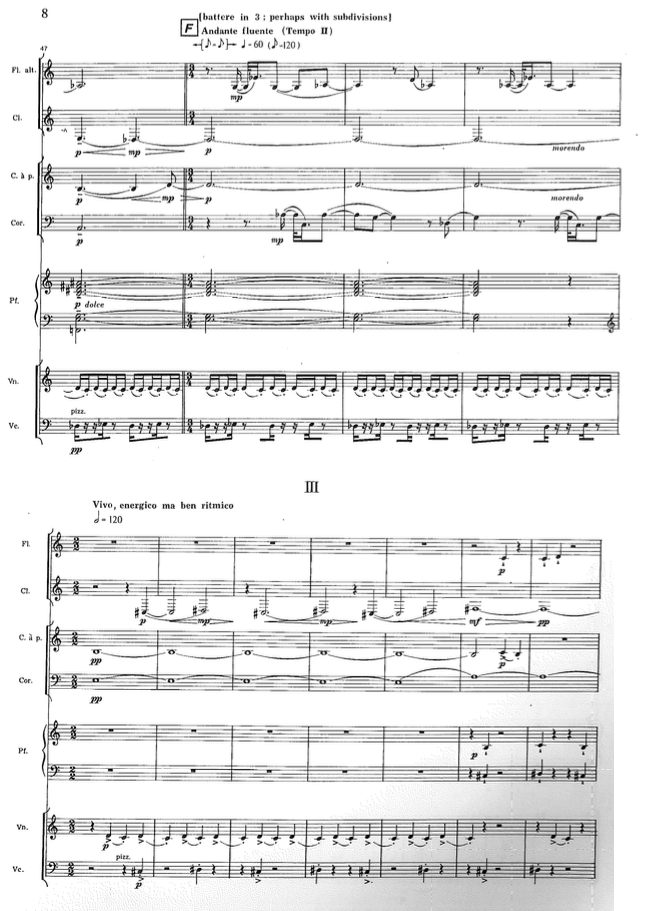 8
[battere in 3 ; perhaps with subdivisions]
F
Andante fluente (Tempo II)
♪ = ♪ ♩ = 60 (♪ = 120)
47
Fl. alt.
mp
Cl.
p mp p morendo
C. à p.
p mp p morendo
Cor.
p mp
Pf.
p dolce
Vn.
pizz.
Vc.
pp
III
Vivo, energico ma ben ritmico
𝅗𝅥 = 120
Fl.
p
Cl.
p mp mp mf pp
C. à p.
pp p
Cor.
pp
Pf.
p
Vn.
p
pizz.
Vc.
p